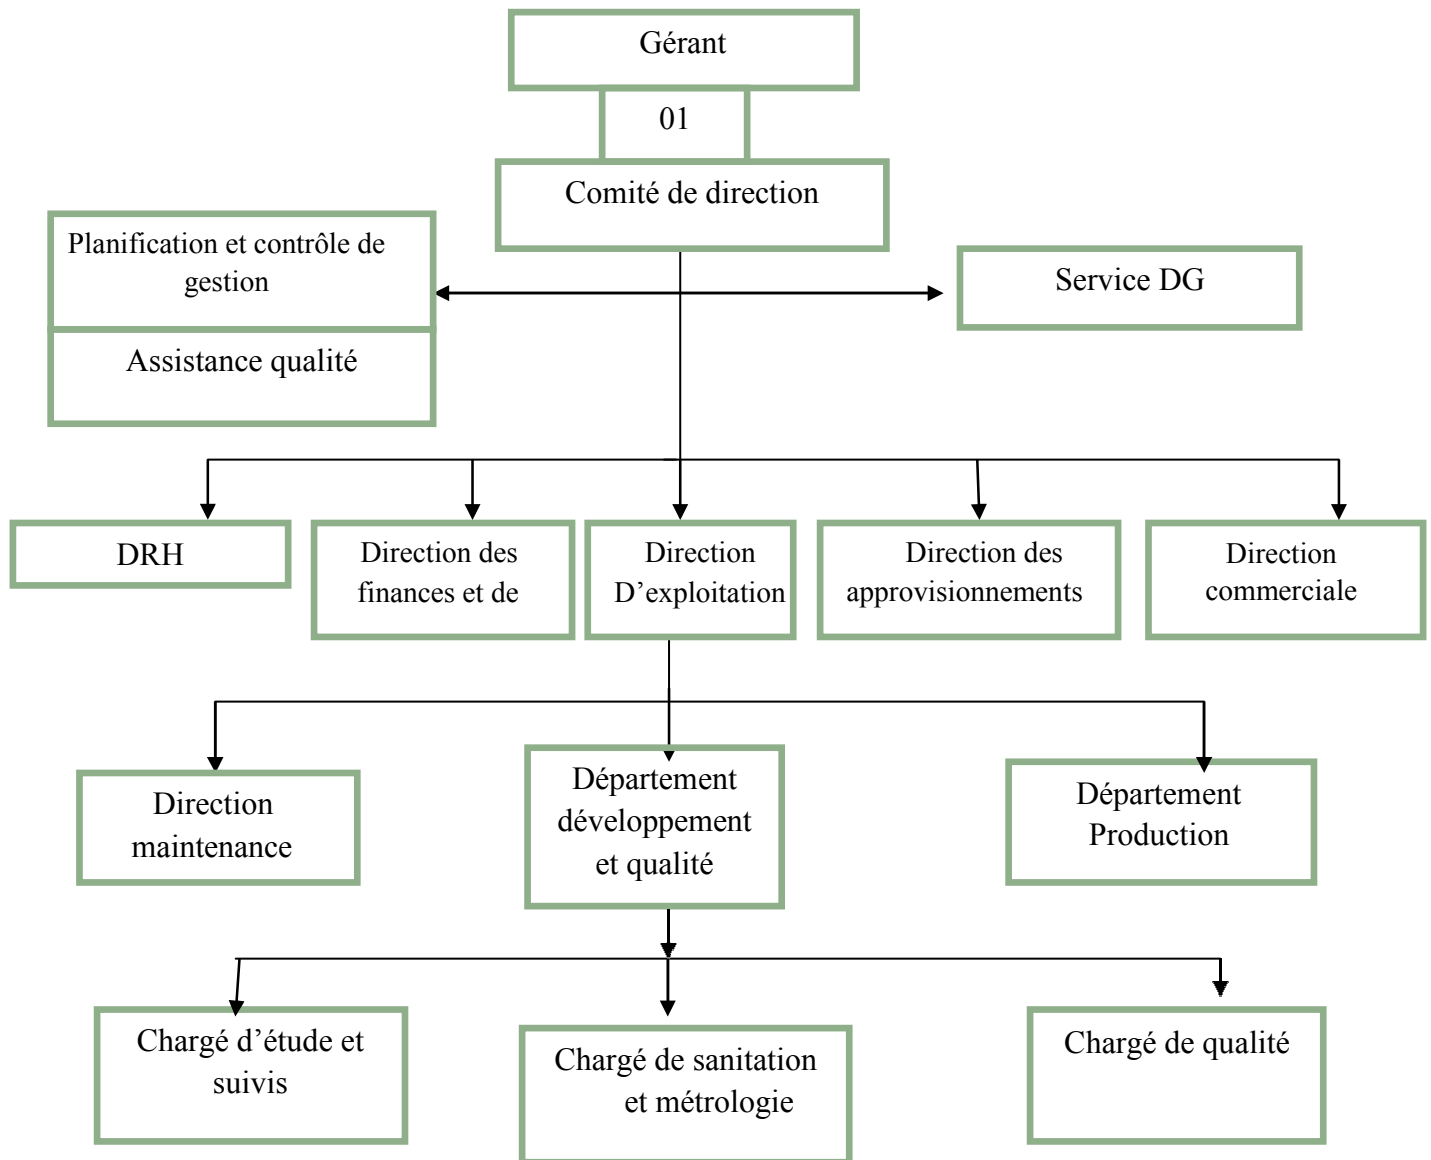 Gérant
01
Comité de direction
Planification et contrôle de
gestion
Service DG
Assistance qualité
DRH
Direction des
finances et de
Direction
D’exploitation
Direction des
approvisionnements
Direction
commerciale
Direction
maintenance
Département
développement
et qualité
Département
Production
Chargé d’étude et
suivis
Chargé de sanitation
et métrologie
Chargé de qualité